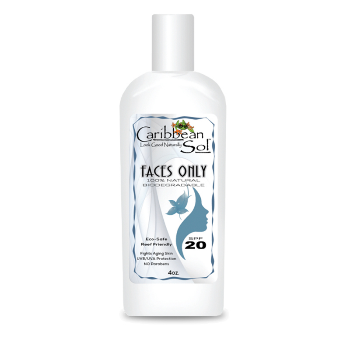 Caribbean
Look Good Naturally
Sol
FACES ONLY
100% NATURAL
BIODEGRADABLE
Eco-Safe
Reef Friendly
SPF
20
Fights Aging Skin
UVB/UVA Protection
NO Parabens
4oz